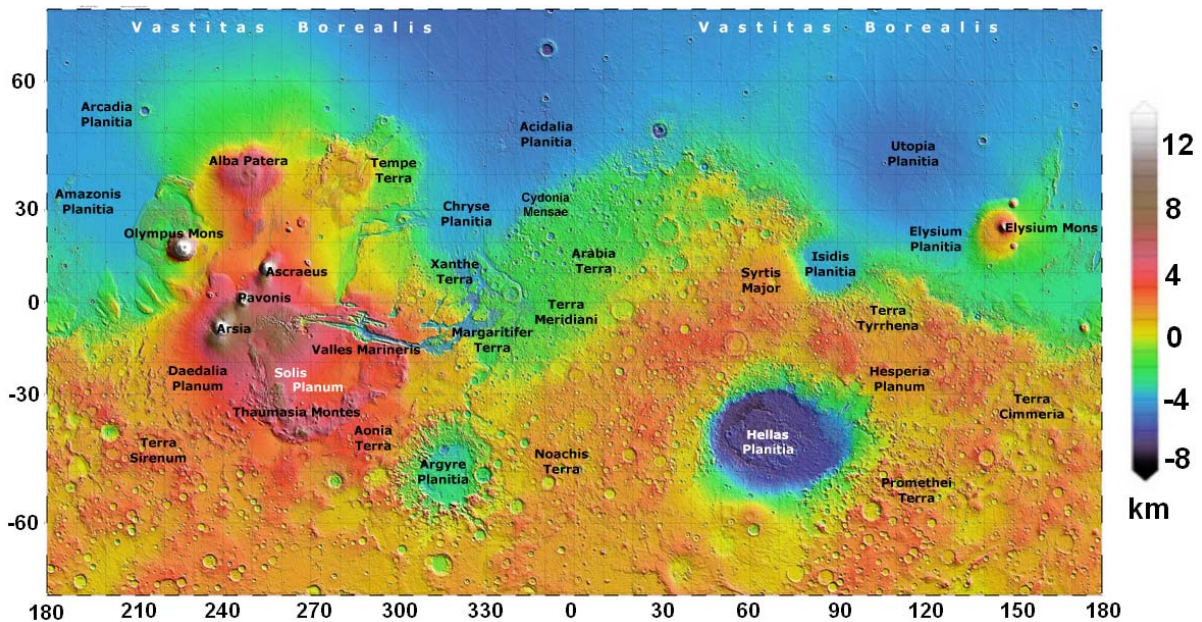 Vastitas Borealis
Vastitas Borealis
60
Arcadia
Planitia
Acidalia
Planitia
Utopia
Planitia
Alba Patera
Tempe
Terra
Amazonis
Planitia
30
Cydonia
Mensae
Chryse
Planitia
Olympus Mons
Elysium
Planitia
Elysium Mons
Ascraeus
Xanthe
Terra
Arabia
Terra
Syrtis
Major
Isidis
Planitia
0
Pavonis
Arsia
Terra
Meridiani
Margaritifer
Terra
Terra
Tyrrhena
Valles Marineris
Daedalia
Planum
Solis
Planum
Hesperia
Planum
-30
Thaumasia Montes
Terra
Cimmeria
Terra
Sirenum
Aonia
Terra
Hellas
Planitia
Argyre
Planitia
Noachis
Terra
Promethei
Terra
-60
180 210 240 270 300 330 0 30 60 90 120 150 180
12
8
4
0
-4
-8
km